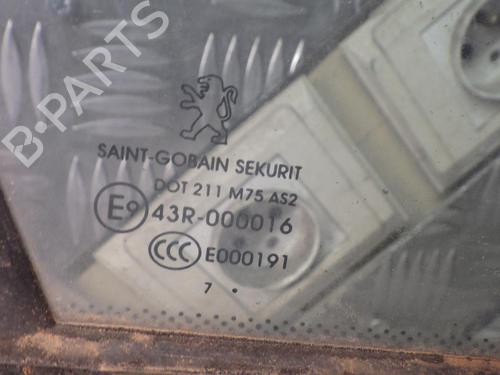 B-PARTS
SAINT-GOBAIN SEKURIT
DOT 211 M75 AS2
E9 43R-000016
CCC E000191
7 •